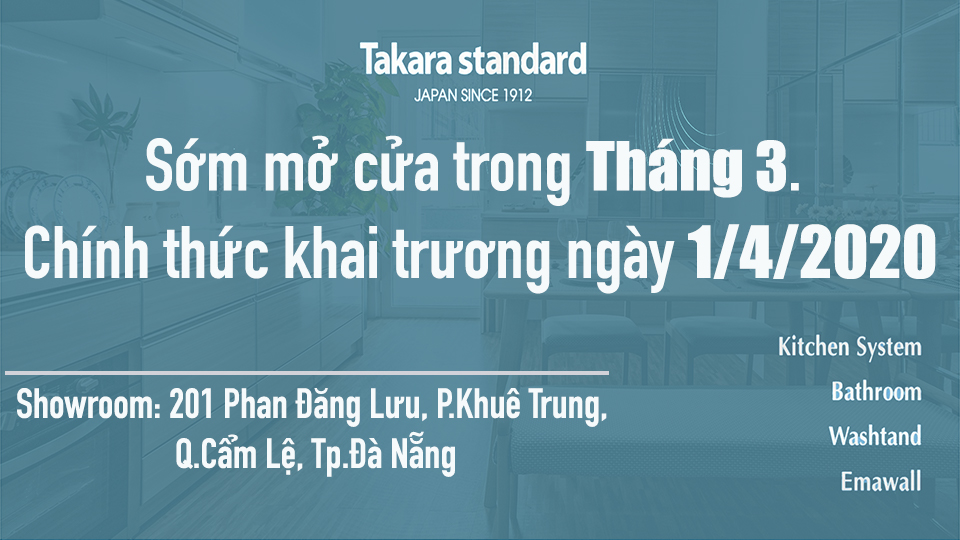 Takara standard
JAPAN SINCE 1912
Sớm mở cửa trong Tháng 3.
Chính thức khai trương ngày 1/4/2020
Showroom: 201 Phan Đăng Lưu, P.Khuê Trung,
Q.Cẩm Lệ, Tp.Đà Nẵng
Kitchen System
Bathroom
Washtand
Emawall